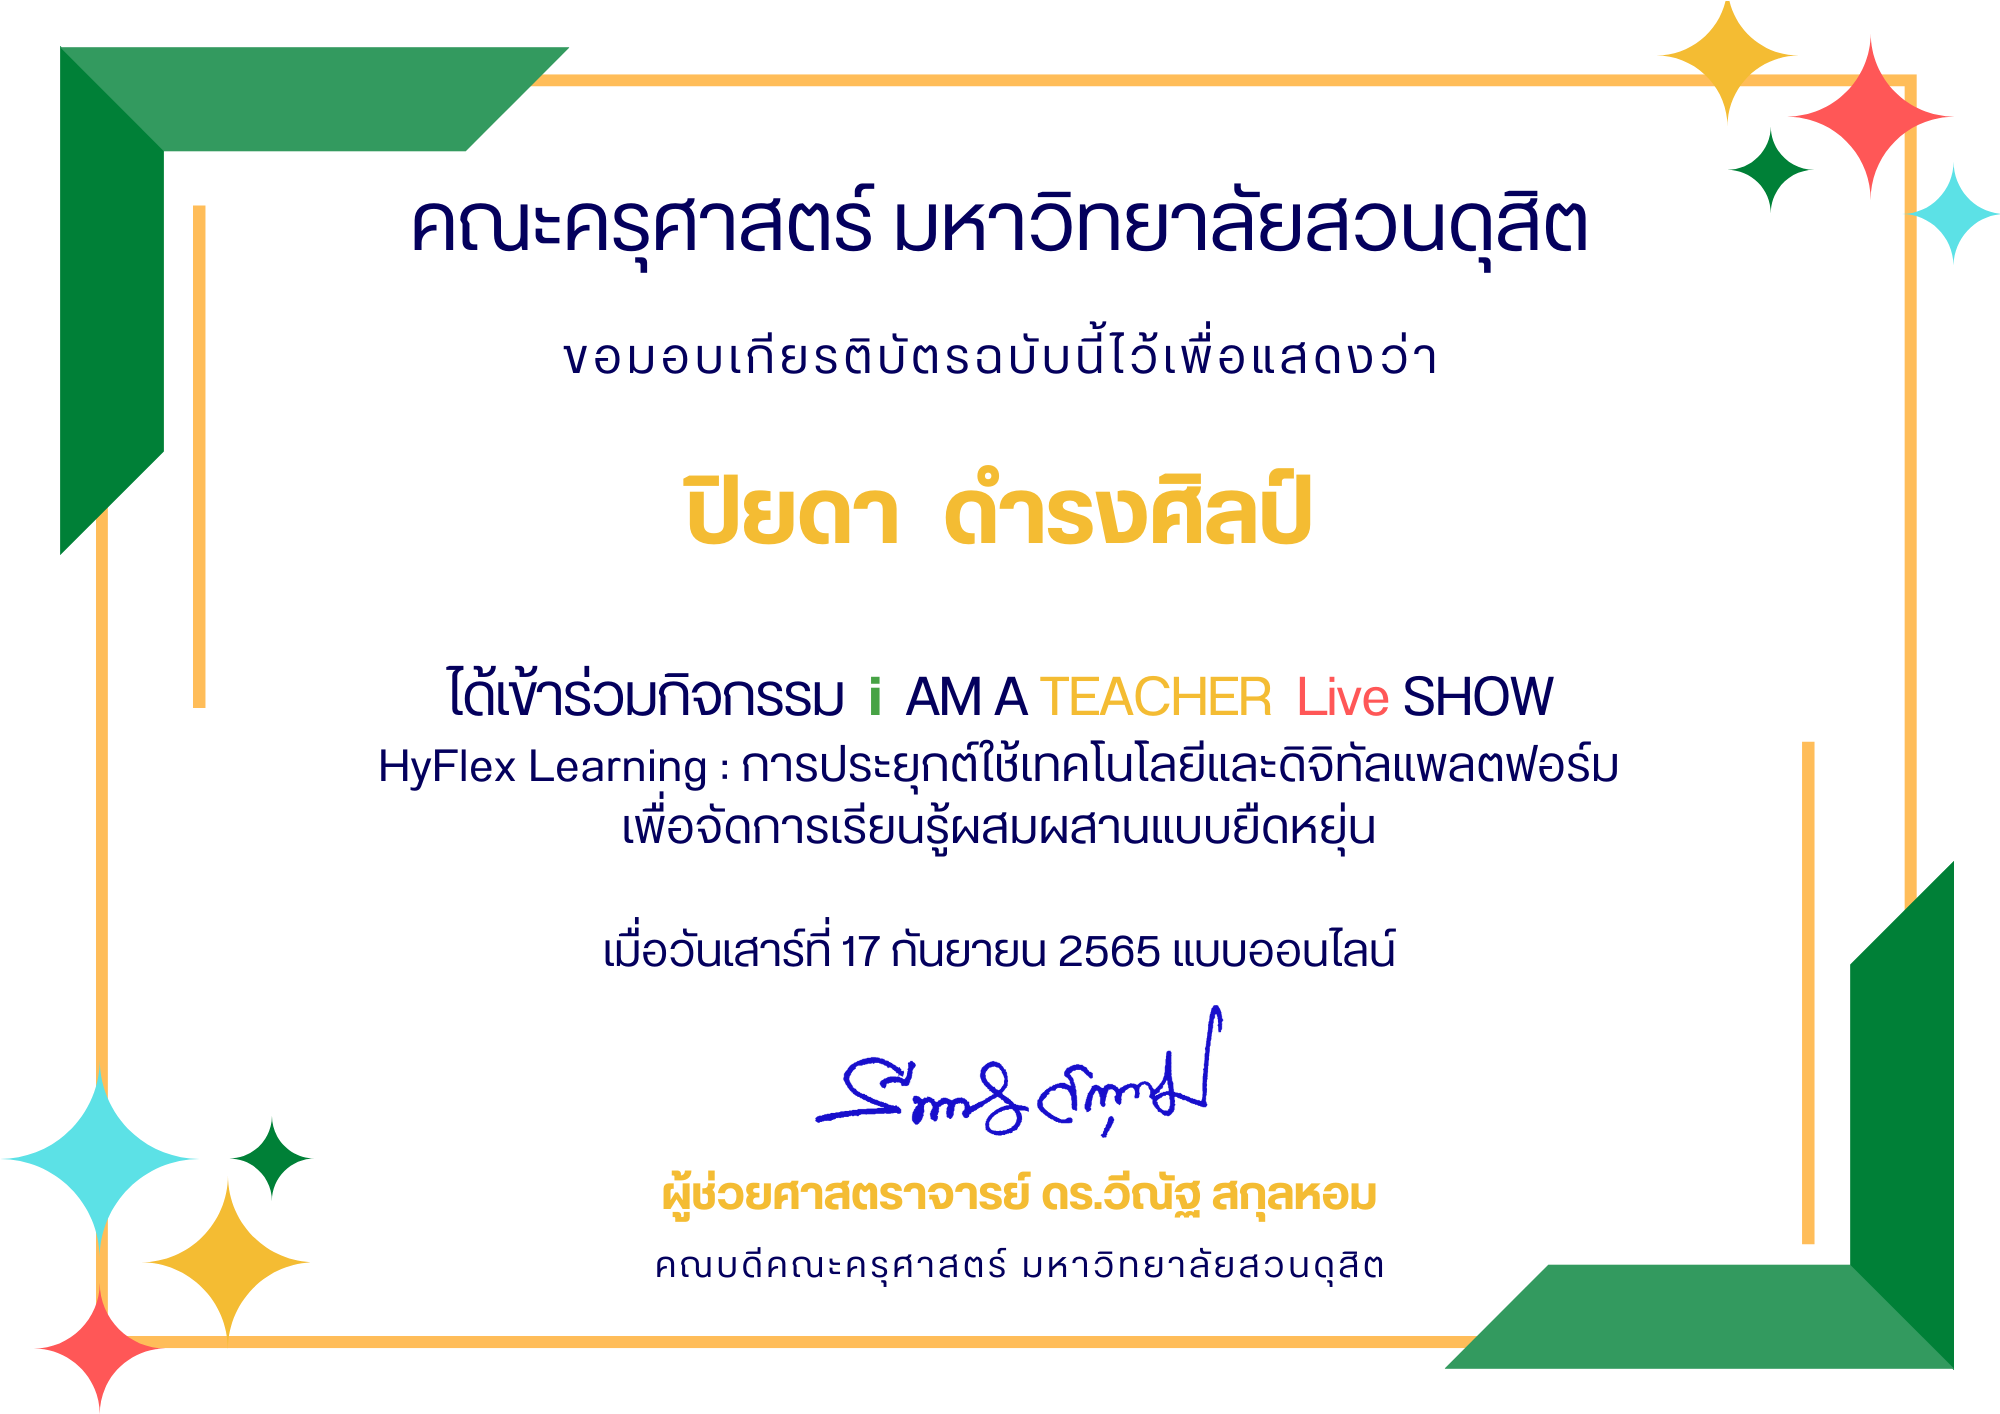 คณะครุศาสตร์ มหาวิทยาลัยสวนดุสิต
ขอมอบเกียรติบัตรฉบับนี้ไว้เพื่อแสดงว่า
ปิยดา ดำรงศิลป์
ได้เข้าร่วมกิจกรรม i AM A TEACHER Live SHOW
HyFlex Learning : การประยุกต์ใช้เทคโนโลยีและดิจิทัลแพลตฟอร์ม
เพื่อจัดการเรียนรู้ผสมผสานแบบยืดหยุ่น
เมื่อวันเสาร์ที่ 17 กันยายน 2565 แบบออนไลน์
ผู้ช่วยศาสตราจารย์ ดร.วีณัฐ สกุลหอม
คณบดีคณะครุศาสตร์ มหาวิทยาลัยสวนดุสิต